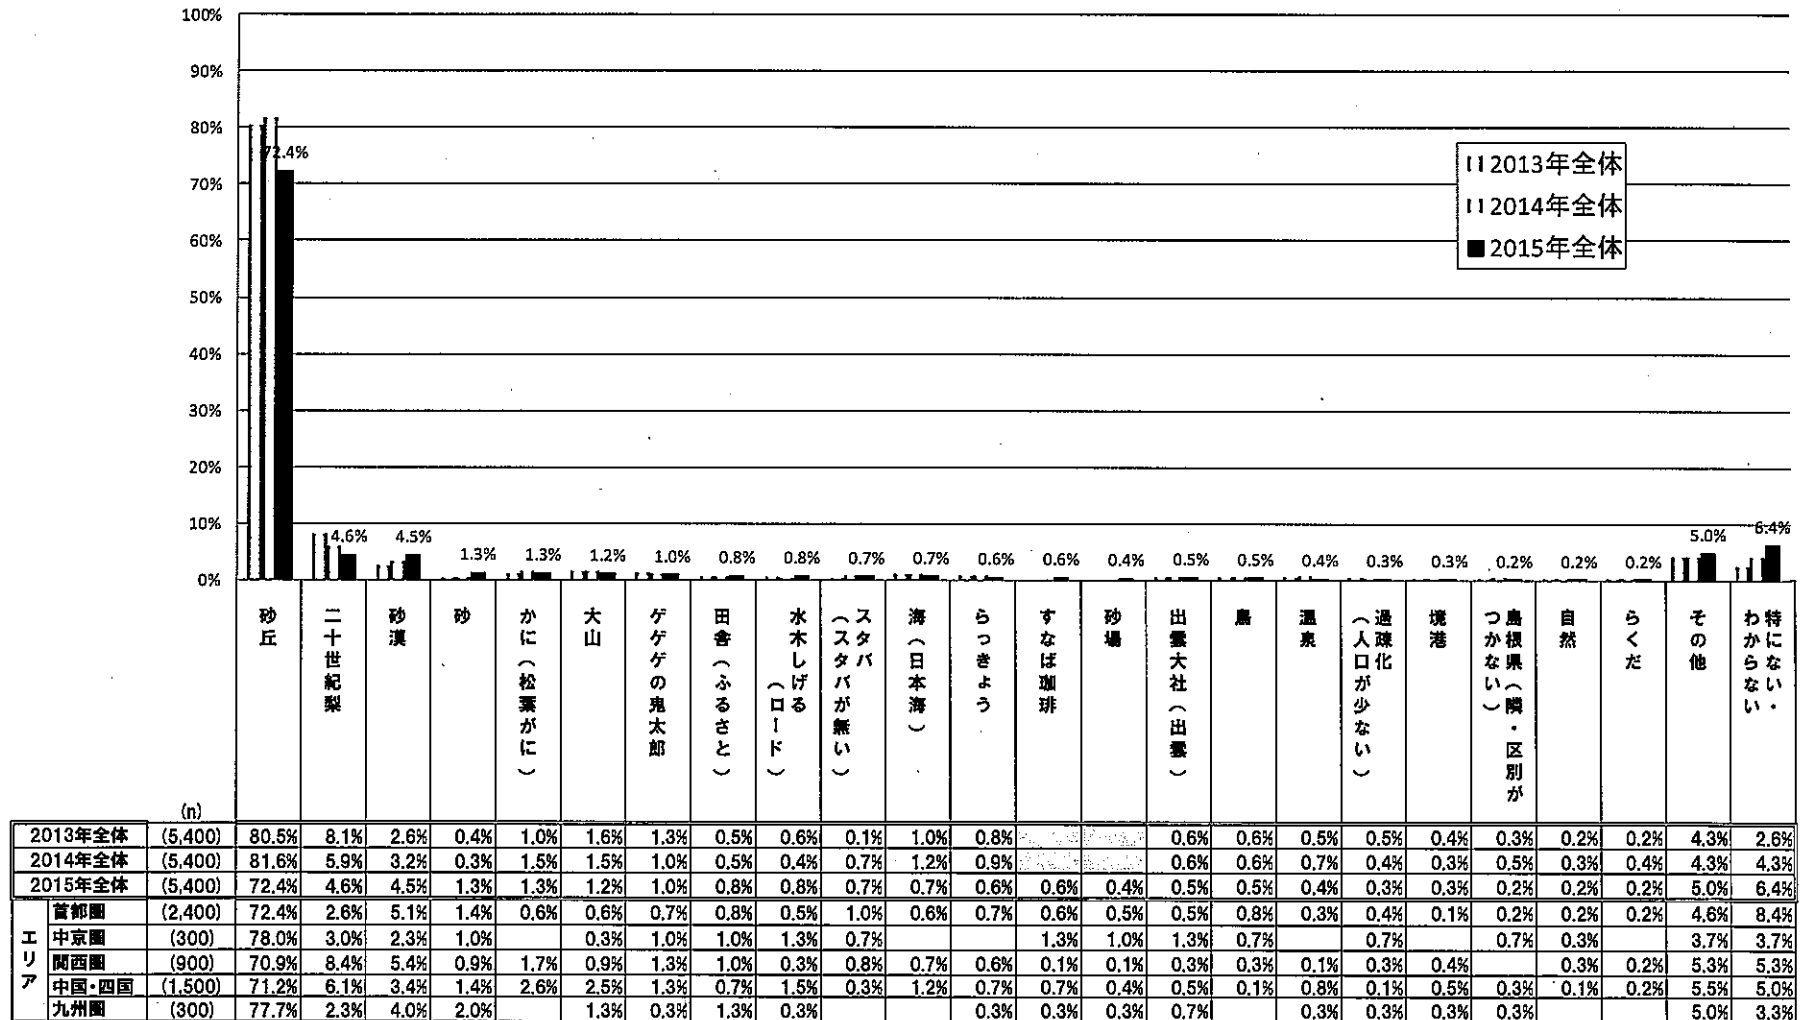 100%
90%
80%
70%
60%
50%
40%
30%
20%
10%
0%
2013年全体
2014年全体
2015年全体
72.4%
4.6%
4.5%
1.3%
1.3%
1.2%
1.0%
0.8%
0.8%
0.7%
0.7%
0.6%
0.6%
0.4%
0.5%
0.5%
0.4%
0.3%
0.3%
0.2%
0.2%
0.2%
5.0%
6.4%
砂丘
二十世紀梨
砂漠
砂
かに(松葉がに)
大山
ゲゲゲの鬼太郎
田舎(ふるさと)
水木しげる
(ロード)
スタバ
(スタバが無い)
海(日本海)
らっきょう
すなば珈琲
砂場
出雲大社(出雲)
鳥
温泉
過疎化
(人口が少ない)
境港
島根県(隣・区別が
つかない)
自然
らくだ
その他
特にない・
わからない
(n)
2013年全体 (5,400) 80.5% 8.1% 2.6% 0.4% 1.0% 1.6% 1.3% 0.5% 0.6% 0.1% 1.0% 0.8% 0.6% 0.6% 0.5% 0.5% 0.4% 0.3% 0.2% 0.2% 4.3% 2.6%
2014年全体 (5,400) 81.6% 5.9% 3.2% 0.3% 1.5% 1.5% 1.0% 0.5% 0.4% 0.7% 1.2% 0.9% 0.6% 0.6% 0.7% 0.4% 0.3% 0.5% 0.3% 0.4% 4.3% 4.3%
2015年全体 (5,400) 72.4% 4.6% 4.5% 1.3% 1.3% 1.2% 1.0% 0.8% 0.8% 0.7% 0.7% 0.6% 0.6% 0.4% 0.5% 0.5% 0.4% 0.3% 0.3% 0.2% 0.2% 0.2% 5.0% 6.4%
エリア
首都圏 (2,400) 72.4% 2.6% 5.1% 1.4% 0.6% 0.6% 0.7% 0.8% 0.5% 1.0% 0.6% 0.7% 0.6% 0.5% 0.5% 0.8% 0.3% 0.4% 0.1% 0.2% 0.2% 0.2% 4.6% 8.4%
中京圏 (300) 78.0% 3.0% 2.3% 1.0% 0.3% 1.0% 1.0% 1.3% 0.7% 1.3% 1.0% 1.3% 0.7% 0.7% 0.7% 0.3% 3.7% 3.7%
関西圏 (900) 70.9% 8.4% 5.4% 0.9% 1.7% 0.9% 1.3% 1.0% 0.3% 0.8% 0.7% 0.6% 0.1% 0.1% 0.3% 0.3% 0.1% 0.3% 0.4% 0.3% 0.2% 5.3% 5.3%
中国・四国 (1,500) 71.2% 6.1% 3.4% 1.4% 2.6% 2.5% 1.3% 0.7% 1.5% 0.3% 1.2% 0.7% 0.7% 0.4% 0.5% 0.1% 0.8% 0.1% 0.5% 0.3% 0.1% 0.2% 5.5% 5.0%
九州圏 (300) 77.7% 2.3% 4.0% 2.0% 1.3% 0.3% 1.3% 0.3% 0.3% 0.3% 0.3% 0.7% 0.3% 0.3% 0.3% 0.3% 5.0% 3.3%